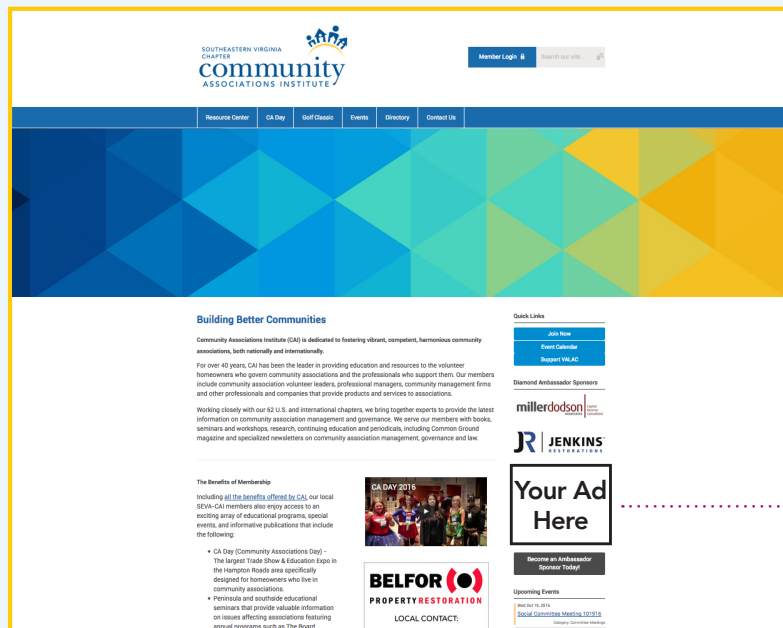 SOUTHEASTERN VIRGINIA
CHAPTER
community
ASSOCIATIONS INSTITUTE
Member Login
Search our site...
Resource Center
CA Day
Golf Classic
Events
Directory
Contact Us
Building Better Communities
Community Associations Institute (CAI) is dedicated to fostering vibrant, competent, harmonious community
associations, both nationally and internationally.
For over 40 years, CAI has been the leader in providing education and resources to the volunteer
homeowners who govern community associations and the professionals who support them. Our members
include community association volunteer leaders, professional managers, community management firms
and other professionals and companies that provide products and services to associations.
Working closely with our 62 U.S. and international chapters, we bring together experts to provide the latest
information on community association management and governance. We serve our members with books,
seminars and workshops, research, continuing education and periodicals, including Common Ground
magazine and specialized newsletters on community association management, governance and law.
The Benefits of Membership
Including all the benefits offered by CAI, our local
SEVA-CAI members also enjoy access to an
exciting array of educational programs, special
events, and informative publications that include
the following:
CA Day (Community Associations Day) -
The largest Trade Show & Education Expo in
the Hampton Roads area specifically
designed for homeowners who live in
community associations.
Peninsula and southside educational
seminars that provide valuable information
on issues affecting associations featuring
annual programs such as The Board
CA DAY 2016
BELFOR
PROPERTY RESTORATION
LOCAL CONTACT:
Quick Links
Join Now
Event Calendar
Support VALAC
Diamond Ambassador Sponsors
millerdodson
JR JENKINS
RESTORATIONS
Your Ad
Here
Become an Ambassador
Sponsor Today!
Upcoming Events
Wed Oct 19, 2016
Social Committee Meeting 101916
Category: Committee Meetings